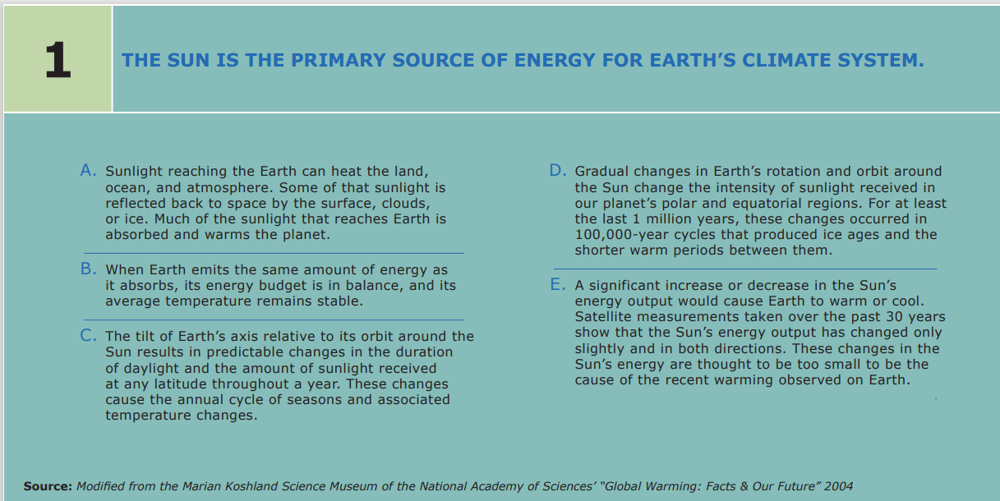 1
THE SUN IS THE PRIMARY SOURCE OF ENERGY FOR EARTH’S CLIMATE SYSTEM.
A. Sunlight reaching the Earth can heat the land,
ocean, and atmosphere. Some of that sunlight is
reflected back to space by the surface, clouds,
or ice. Much of the sunlight that reaches Earth is
absorbed and warms the planet.
B. When Earth emits the same amount of energy as
it absorbs, its energy budget is in balance, and its
average temperature remains stable.
C. The tilt of Earth’s axis relative to its orbit around the
Sun results in predictable changes in the duration
of daylight and the amount of sunlight received
at any latitude throughout a year. These changes
cause the annual cycle of seasons and associated
temperature changes.
D. Gradual changes in Earth’s rotation and orbit around
the Sun change the intensity of sunlight received in
our planet’s polar and equatorial regions. For at least
the last 1 million years, these changes occurred in
100,000-year cycles that produced ice ages and the
shorter warm periods between them.
E. A significant increase or decrease in the Sun’s
energy output would cause Earth to warm or cool.
Satellite measurements taken over the past 30 years
show that the Sun’s energy output has changed only
slightly and in both directions. These changes in the
Sun’s energy are thought to be too small to be the
cause of the recent warming observed on Earth.
Source: Modified from the Marian Koshland Science Museum of the National Academy of Sciences’ “Global Warming: Facts & Our Future” 2004